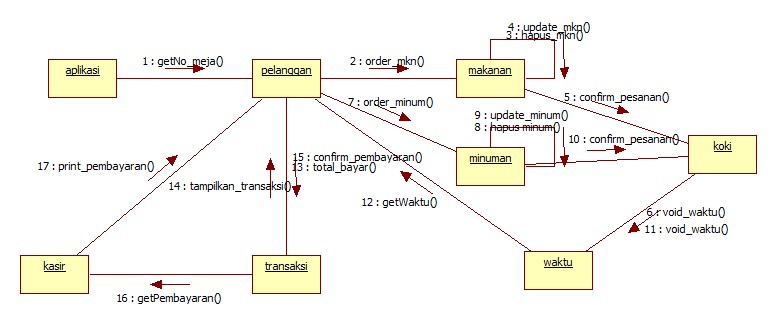 4 : update_mkn()
3 : hapus_mkn()
1 : getNo_meja()
2 : order_mkn()
aplikasi
pelanggan
makanan
5 : confirm_pesanan()
7 : order_minum()
9 : update_minum()
8 : hapus minum()
10 : confirm_pesanan()
koki
minuman
15 : confirm_pembayaran()
17 : print_pembayaran()
13 : total_bayar()
14 : tampilkan_transaksi()
12 : getWaktu()
6 : void_waktu()
11 : void_waktu()
kasir
transaksi
waktu
16 : getPembayaran()